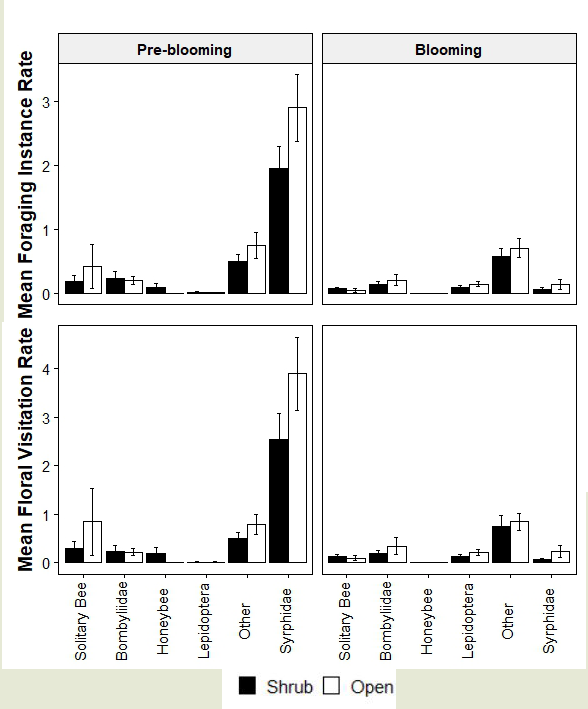 Pre-blooming
Blooming
Mean Foraging Instance Rate
3
2
1
0
Mean Floral Visitation Rate
4
3
2
1
0
Solitary Bee
Bombyliidae
Honeybee
Lepidoptera
Other
Syrphidae
Solitary Bee
Bombyliidae
Honeybee
Lepidoptera
Other
Syrphidae
Shrub
Open